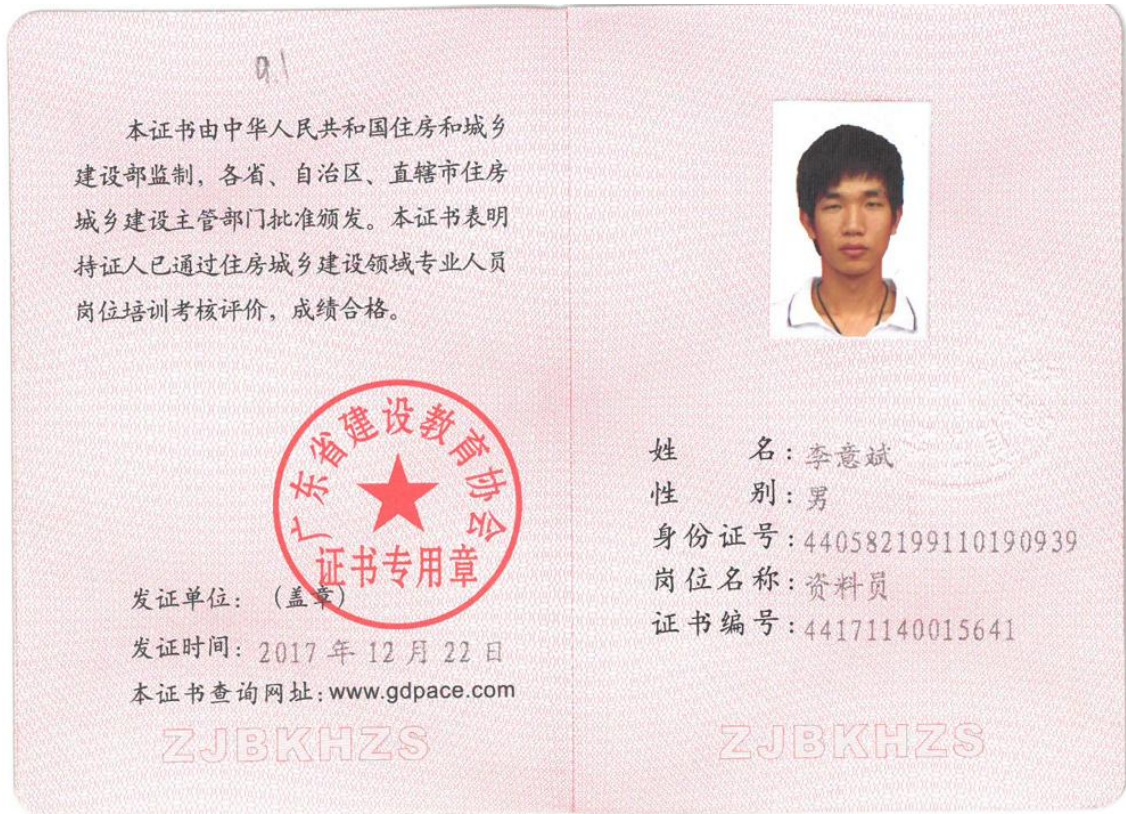 a.1
本证书由中华人民共和国住房和城乡
建设部监制，各省、自治区、直辖市住房
城乡建设主管部门批准颁发。本证书表明
持证人已通过住房城乡建设领域专业人员
岗位培训考核评价，成绩合格。
广东省建设教育协会
证书专用章
发证单位：（盖章）
发证时间：2017 年 12 月 22 日
本证书查询网址：www.gdpace.com
ZJBKHZS
姓 名：李意斌
性 别：男
身份证号：440582199110190939
岗位名称：资料员
证书编号：44171140015641
ZJBKHZS